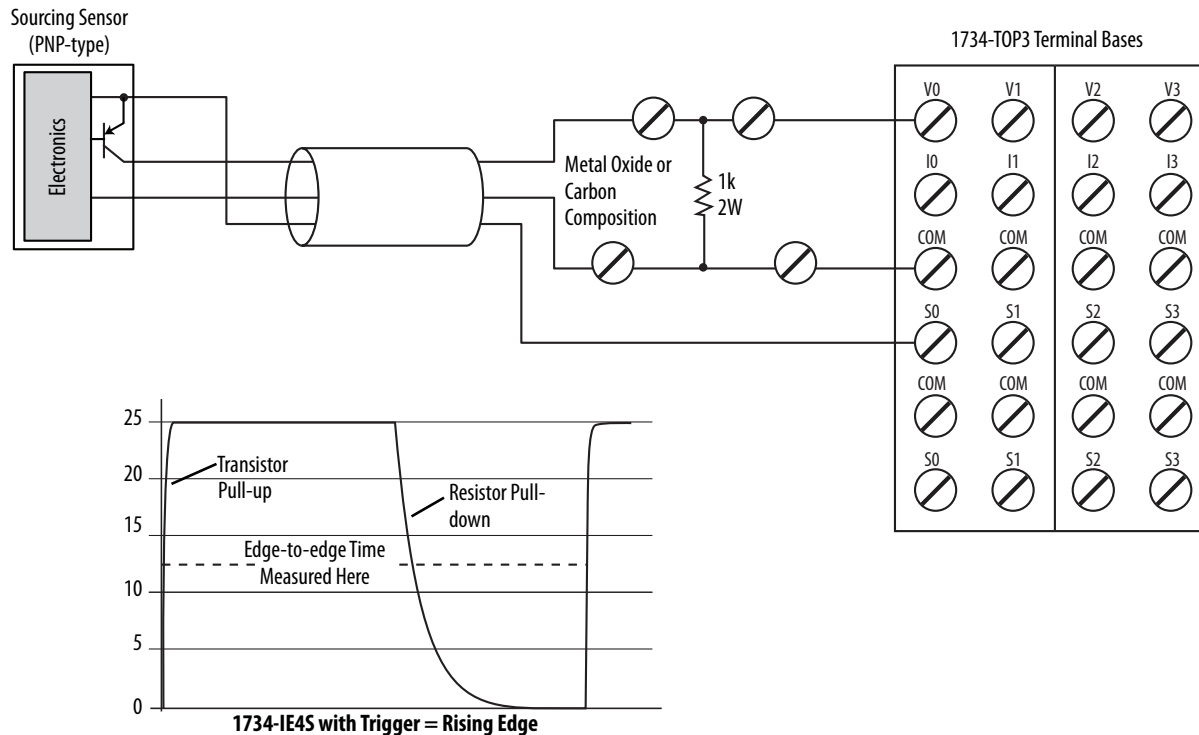 Sourcing Sensor
(PNP-type)
Electronics
Metal Oxide or
Carbon
Composition
1k
2W
1734-TOP3 Terminal Bases
V0 V1 V2 V3
I0 I1 I2 I3
COM COM COM COM
S0 S1 S2 S3
COM COM COM COM
S0 S1 S2 S3
25
20
15
10
5
0
Transistor
Pull-up
Resistor Pull-
down
Edge-to-edge Time
Measured Here
1734-IE4S with Trigger = Rising Edge